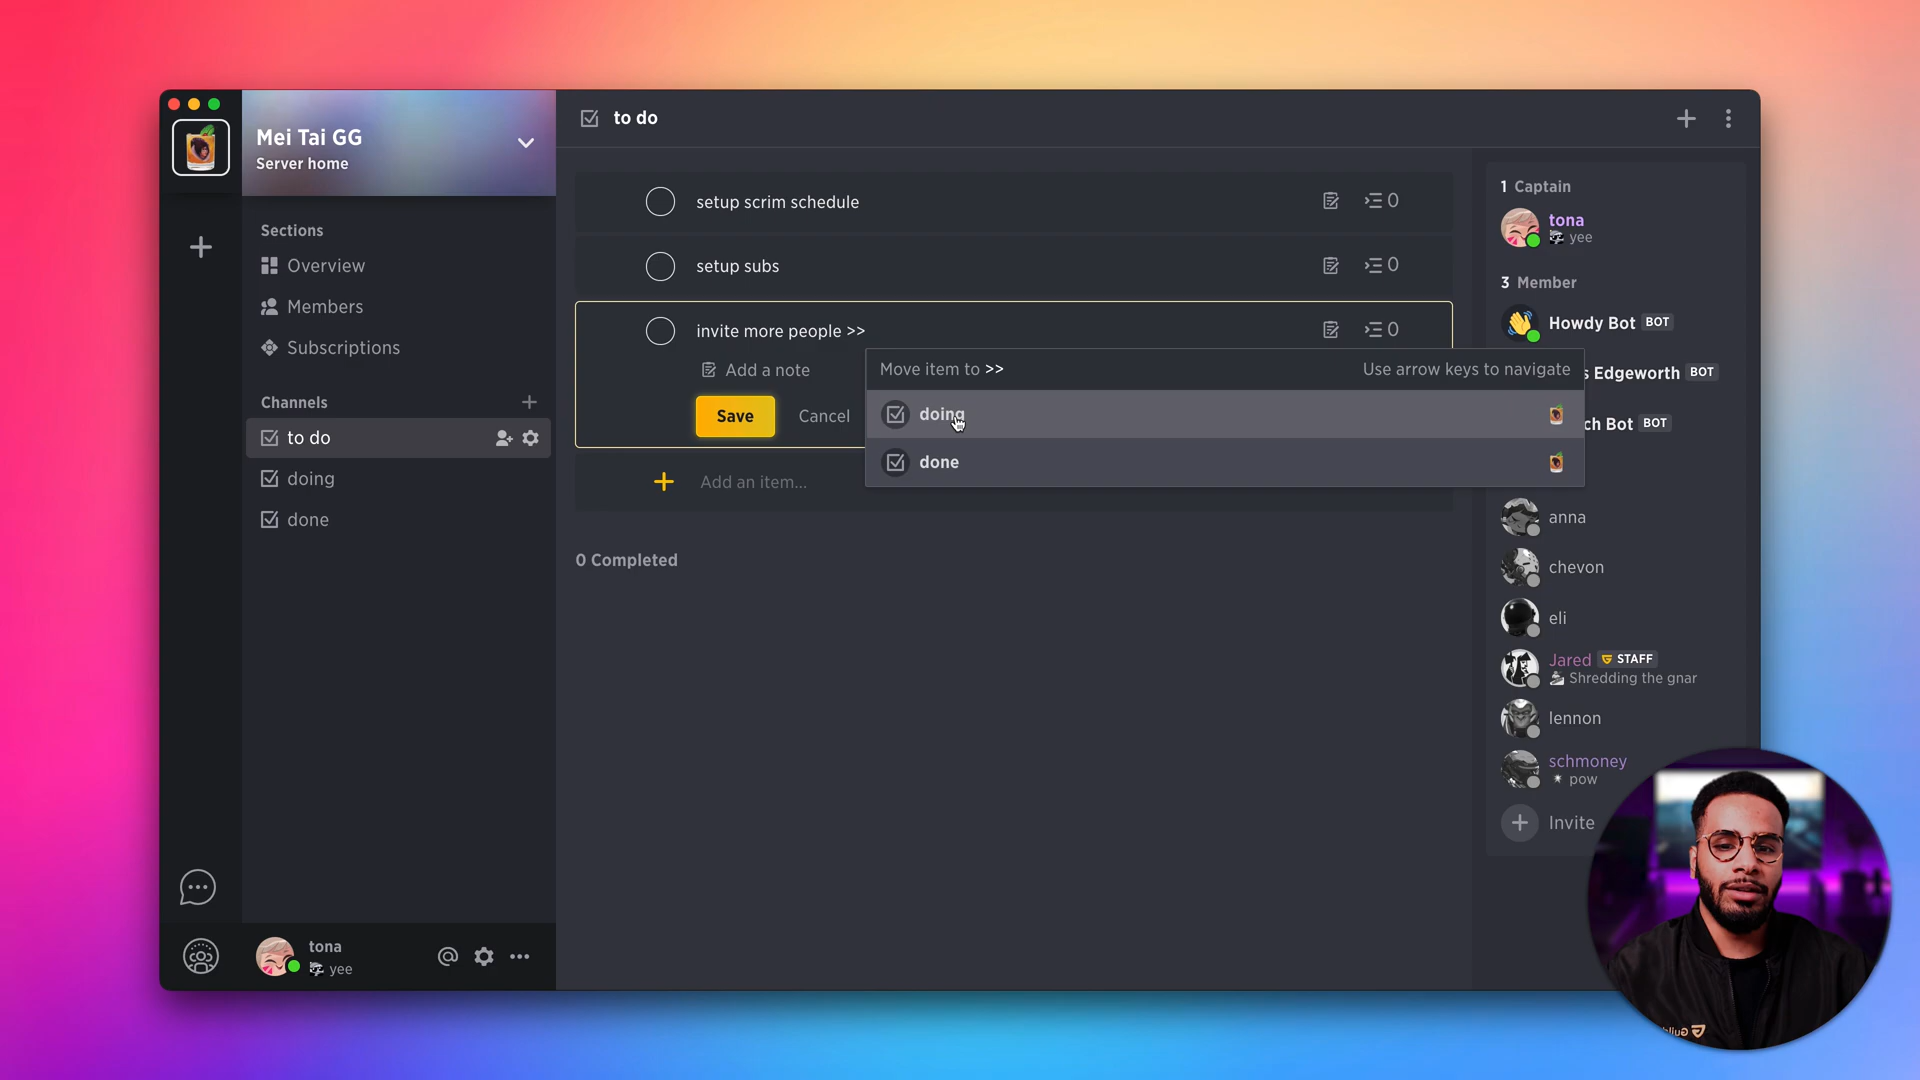 Mei Tai GG
Server home
Sections
Overview
Members
Subscriptions
Channels
to do
doing
done
tona
yee
to do
setup scrim schedule
0
setup subs
0
invite more people >>
0
Add a note
Save
Cancel
Move item to >>
Use arrow keys to navigate
doing
done
Add an item...
0 Completed
1 Captain
tona
yee
3 Member
Howdy Bot BOT
s Edgeworth BOT
ch Bot BOT
anna
chevon
eli
Jared STAFF
Shredding the gnar
lennon
schmoney
pow
Invite